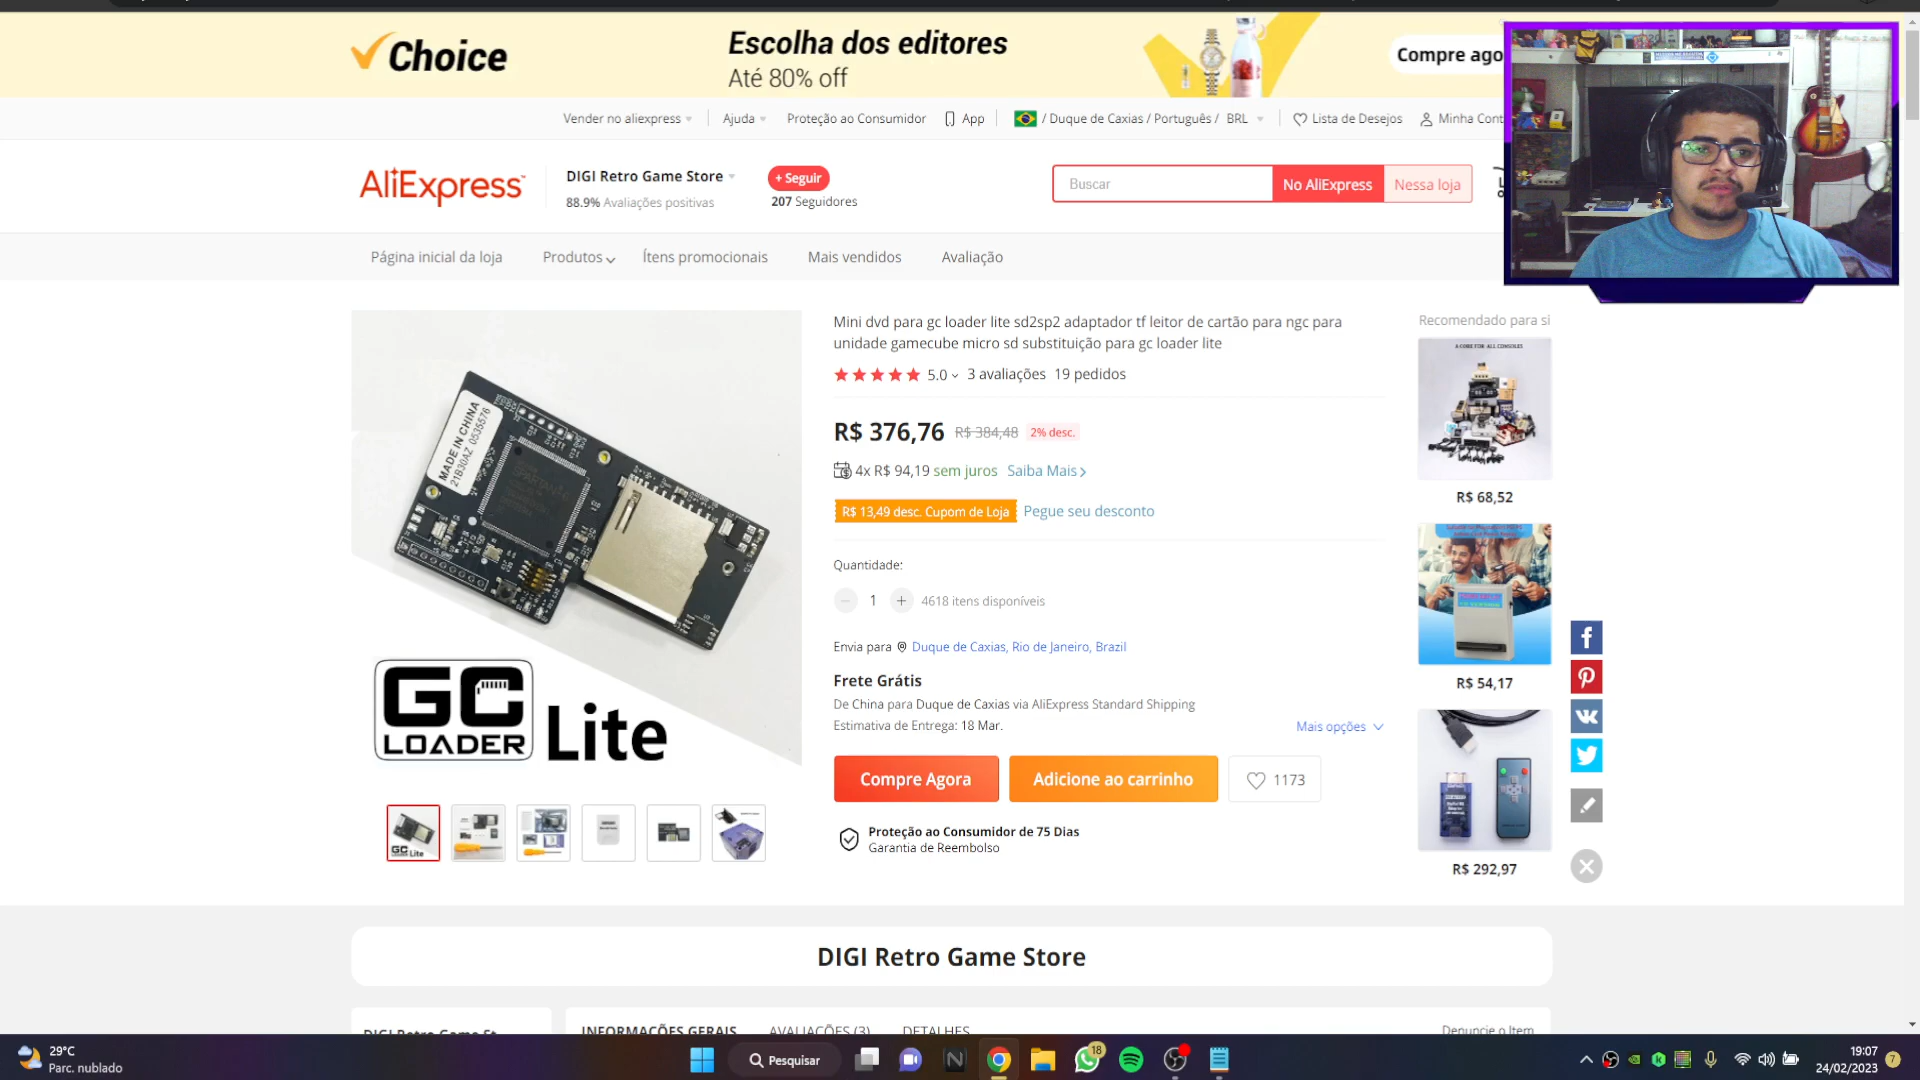 Choice
Escolha dos editores
Até 80% off
Compre ago
Vender no aliexpress
Ajuda
Proteção ao Consumidor
App
/ Duque de Caxias / Português / BRL
Lista de Desejos
Minha Cont
AliExpress
DIGI Retro Game Store
88.9% Avaliações positivas
+ Seguir
207 Seguidores
Buscar
No AliExpress
Nessa loja
Página inicial da loja
Produtos
Ítens promocionais
Mais vendidos
Avaliação
MADE IN CHINA
21B30AZ 0535576
GC
LOADER
Lite
Mini dvd para gc loader lite sd2sp2 adaptador tf leitor de cartão para ngc para
unidade gamecube micro sd substituição para gc loader lite
5.0
3 avaliações
19 pedidos
R$ 376,76
R$ 384,48
2% desc.
4x R$ 94,19 sem juros
Saiba Mais
R$ 13,49 desc. Cupom de Loja
Pegue seu desconto
Quantidade:
1
4618 itens disponíveis
Envia para Duque de Caxias, Rio de Janeiro, Brazil
Frete Grátis
De China para Duque de Caxias via AliExpress Standard Shipping
Estimativa de Entrega: 18 Mar.
Mais opções
Compre Agora
Adicione ao carrinho
1173
Proteção ao Consumidor de 75 Dias
Garantia de Reembolso
Recomendado para si
R$ 68,52
R$ 54,17
R$ 292,97
DIGI Retro Game Store
DIGI Retro Game St
INFORMAÇÕES GERAIS
AVALIAÇÕES (3)
DETALHES
Denuncie o Item
29°C
Parc. nublado
Pesquisar
18
19:07
24/02/2023
7